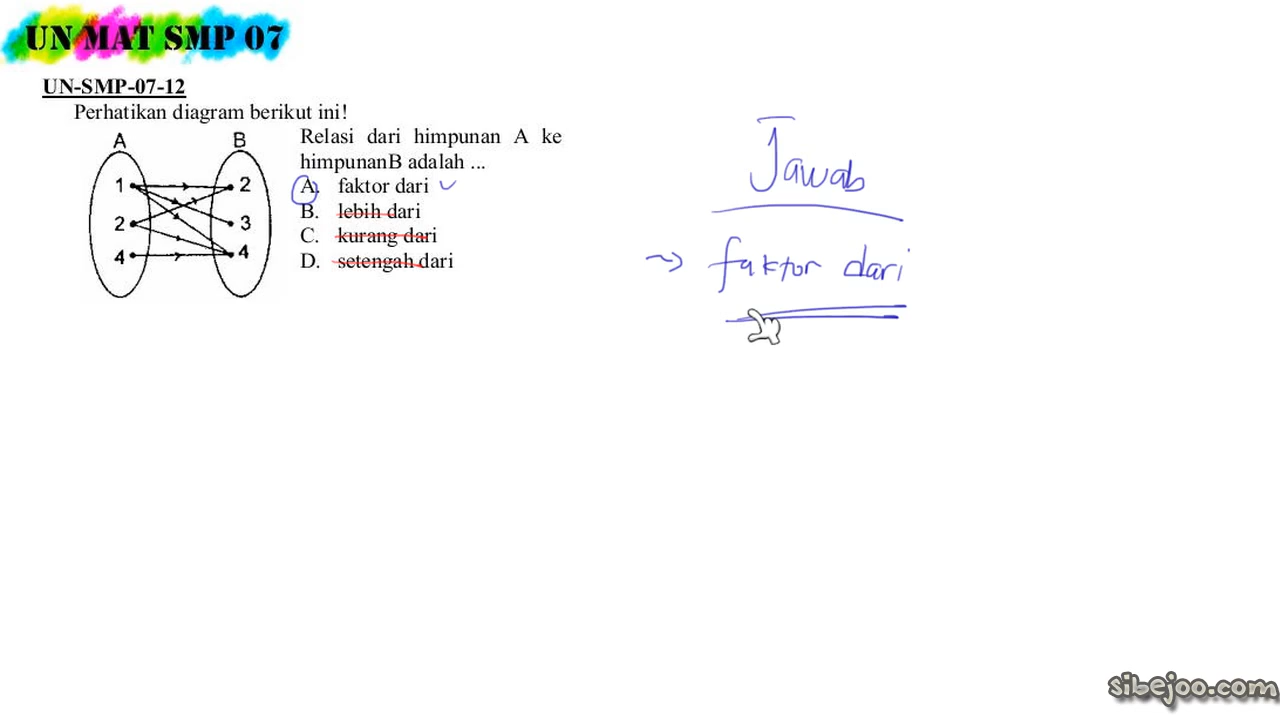 UN MAT SMP 07
UN-SMP-07-12
Perhatikan diagram berikut ini!
A B
1 2
2 3
4 4
Relasi dari himpunan A ke
himpunanB adalah ...
A. faktor dari
B. lebih dari
C. kurang dari
D. setengah dari
Jawab
faktor dari
sibejoo.com